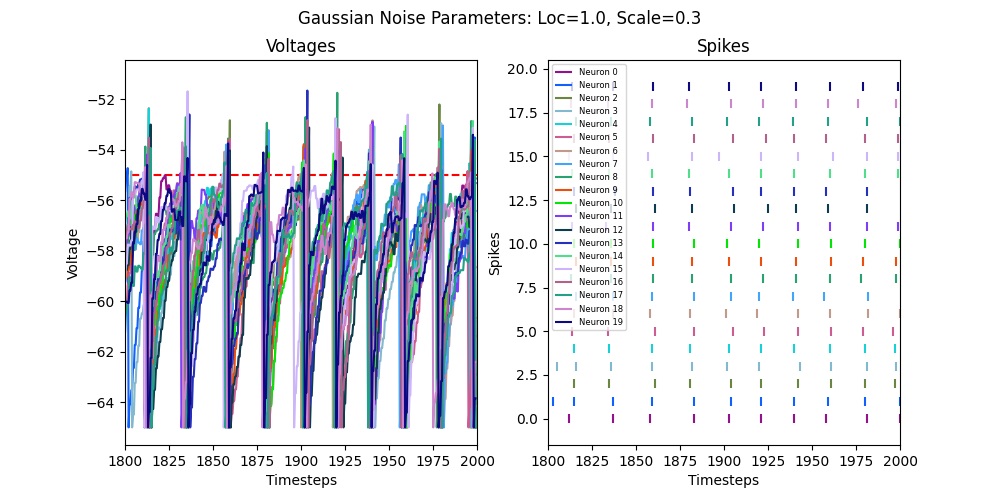 Gaussian Noise Parameters: Loc=1.0, Scale=0.3
Voltages
−52
−54
−56
−58
−60
−62
−64
Voltage
1800 1825 1850 1875 1900 1925 1950 1975 2000
Timesteps
Spikes
20.0
17.5
15.0
12.5
10.0
7.5
5.0
2.5
0.0
Spikes
Neuron 0
Neuron 1
Neuron 2
Neuron 3
Neuron 4
Neuron 5
Neuron 6
Neuron 7
Neuron 8
Neuron 9
Neuron 10
Neuron 11
Neuron 12
Neuron 13
Neuron 14
Neuron 15
Neuron 16
Neuron 17
Neuron 18
Neuron 19
1800 1825 1850 1875 1900 1925 1950 1975 2000
Timesteps